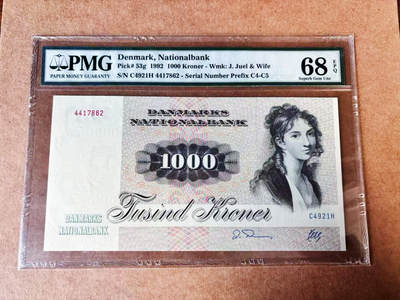 PMG
PAPER MONEY GUARANTY
Denmark, Nationalbank
Pick# 53g 1992 1000 Kroner - Wmk: J. Juel & Wife
S/N C4921H 4417862 - Serial Number Prefix C4-C5
68 EPQ
Superb Gem Unc
4417862
DANMARKS
NATIONALBANK
1000
Tusind Kroner
C4921H
DANMARKS
NATIONALBANK